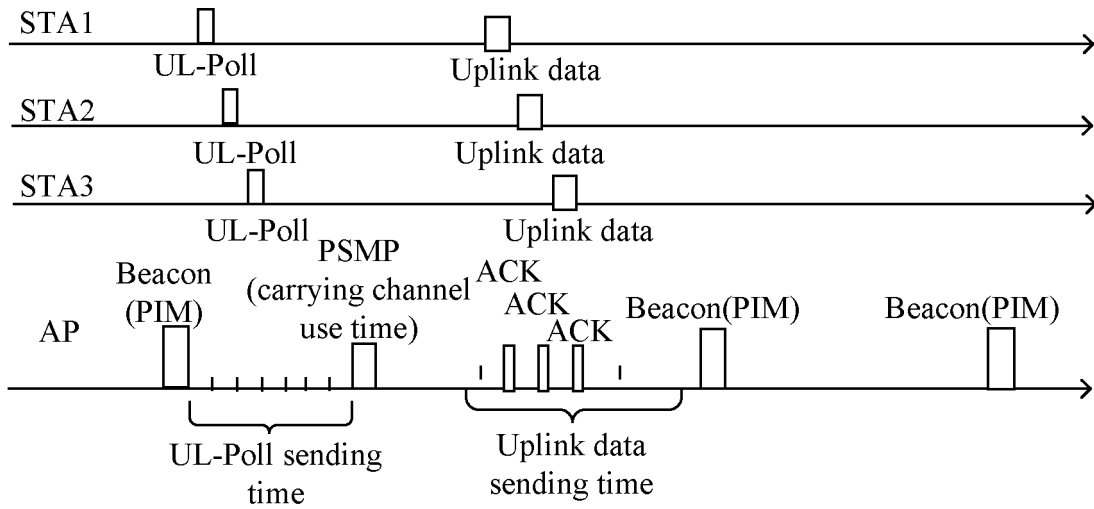 STA1
UL-Poll
Uplink data
STA2
UL-Poll
Uplink data
STA3
UL-Poll
Uplink data
Beacon
(PIM)
PSMP
(carrying channel
use time)
ACK
ACK
ACK
Beacon(PIM)
Beacon(PIM)
AP
UL-Poll sending
time
Uplink data
sending time